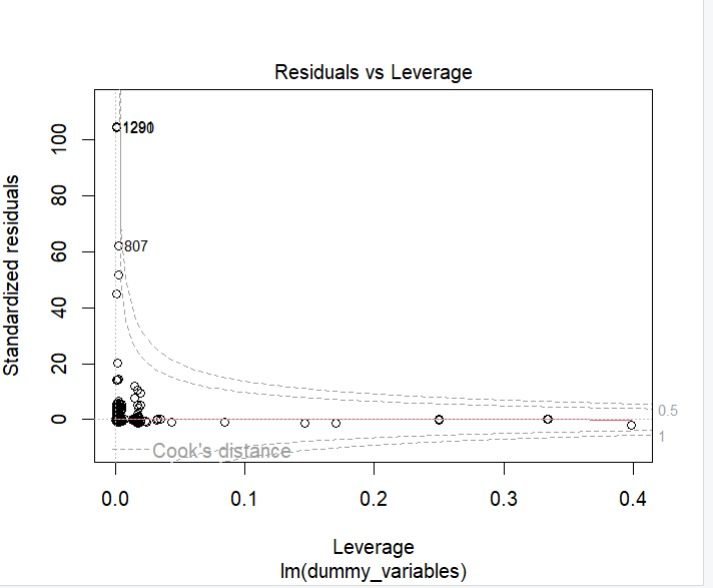 Residuals vs Leverage
Standardized residuals
100
80
60
40
20
0
807
0.5
1
Cook's distance
0.0
0.1
0.2
0.3
0.4
Leverage
lm(dummy_variables)